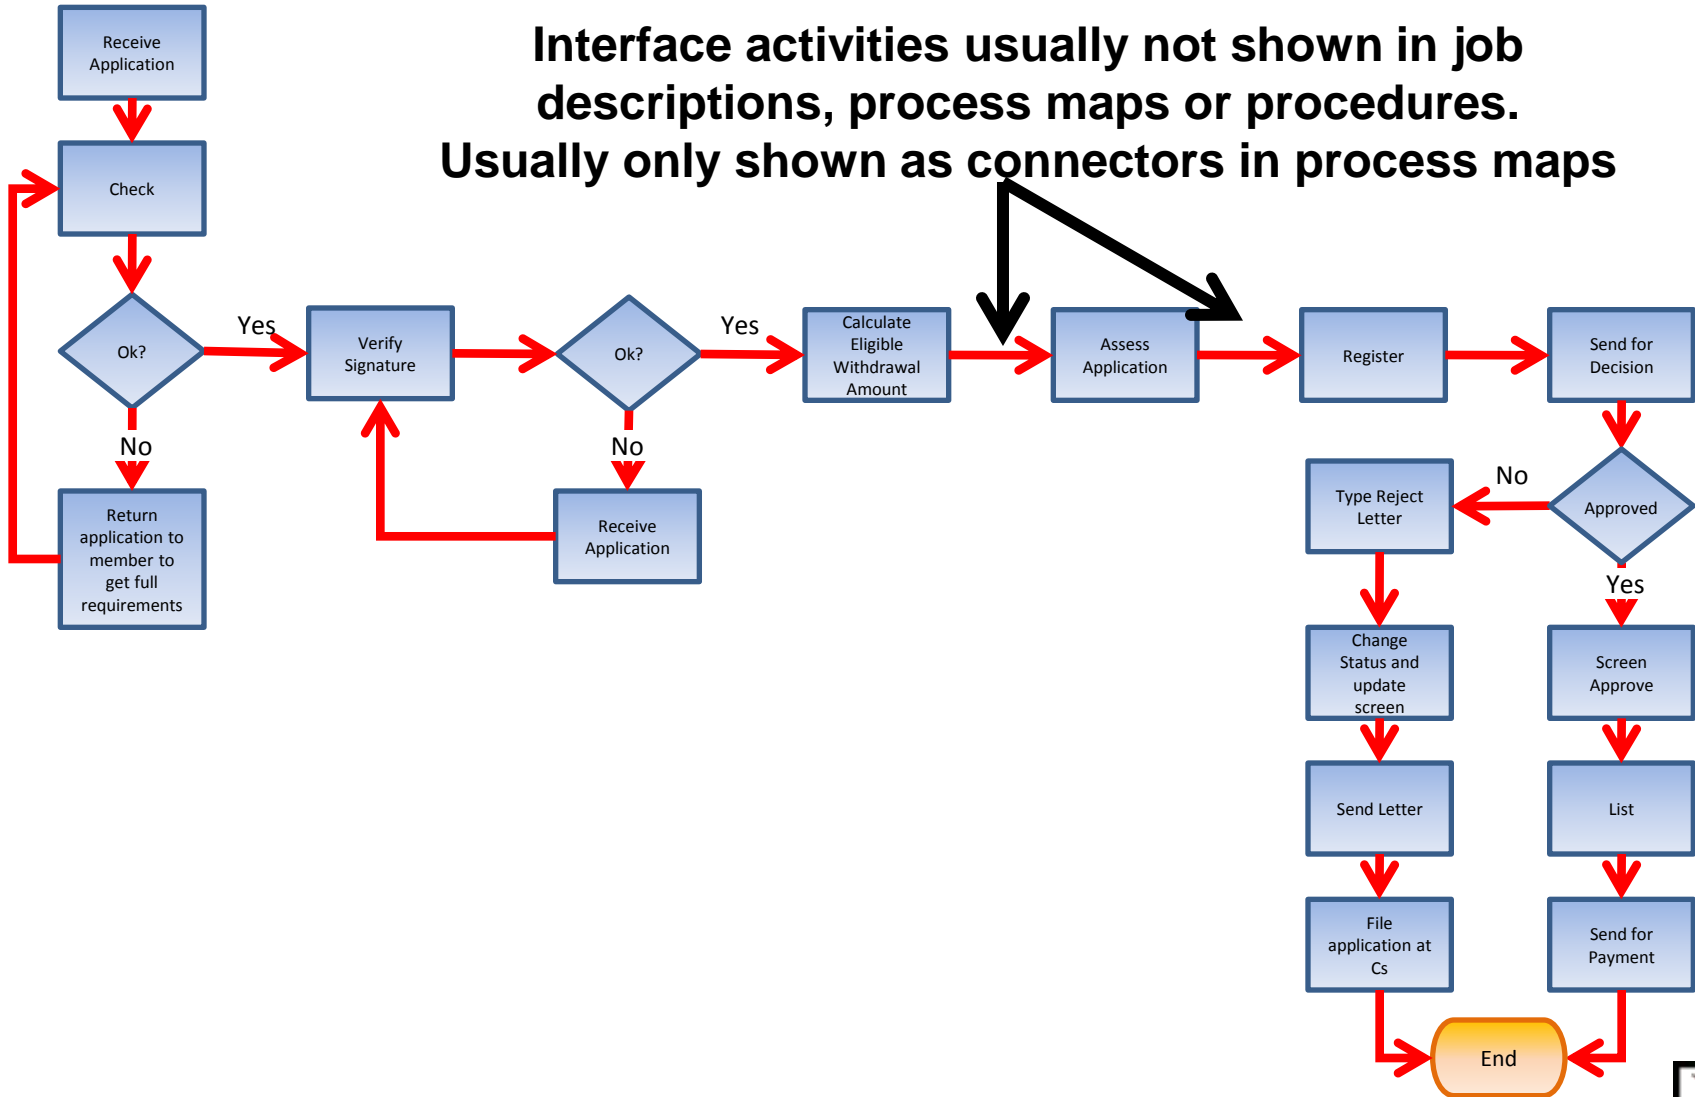 Interface activities usually not shown in job
descriptions, process maps or procedures.
Usually only shown as connectors in process maps
Receive
Application
Check
Ok?
Yes
No
Return
application to
member to
get full
requirements
Verify
Signature
Ok?
Yes
No
Receive
Application
Calculate
Eligible
Withdrawal
Amount
Assess
Application
Register
Send for
Decision
Approved
No
Yes
Type Reject
Letter
Change
Status and
update
screen
Send Letter
File
application at
Cs
Screen
Approve
List
Send for
Payment
End